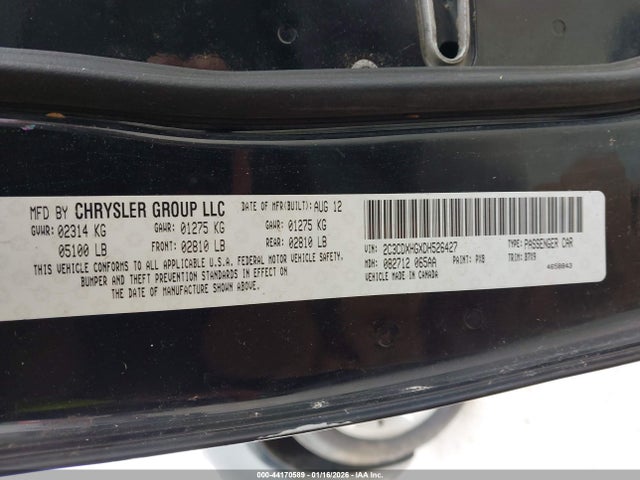 MFD BY CHRYSLER GROUP LLC DATE OF MFR(BUILT): AUG 12
GVWR: 02314 KG GAWR: 01275 KG GAWR: 01275 KG
05100 LB FRONT: 02810 LB REAR: 02810 LB
THIS VEHICLE CONFORMS TO ALL APPLICABLE U.S.A. FEDERAL MOTOR VEHICLE SAFETY,
BUMPER AND THEFT PREVENTION STANDARDS IN EFFECT ON
THE DATE OF MANUFACTURE SHOWN ABOVE.
VIN: 2C3CDXHGXDH526427 TYPE: PASSENGER CAR
MDH: 082712 065AA PAINT: PX8 TRIM: BTX9
VEHICLE MADE IN CANADA 4658043
000-44170589 - 01/16/2026 - IAA Inc.